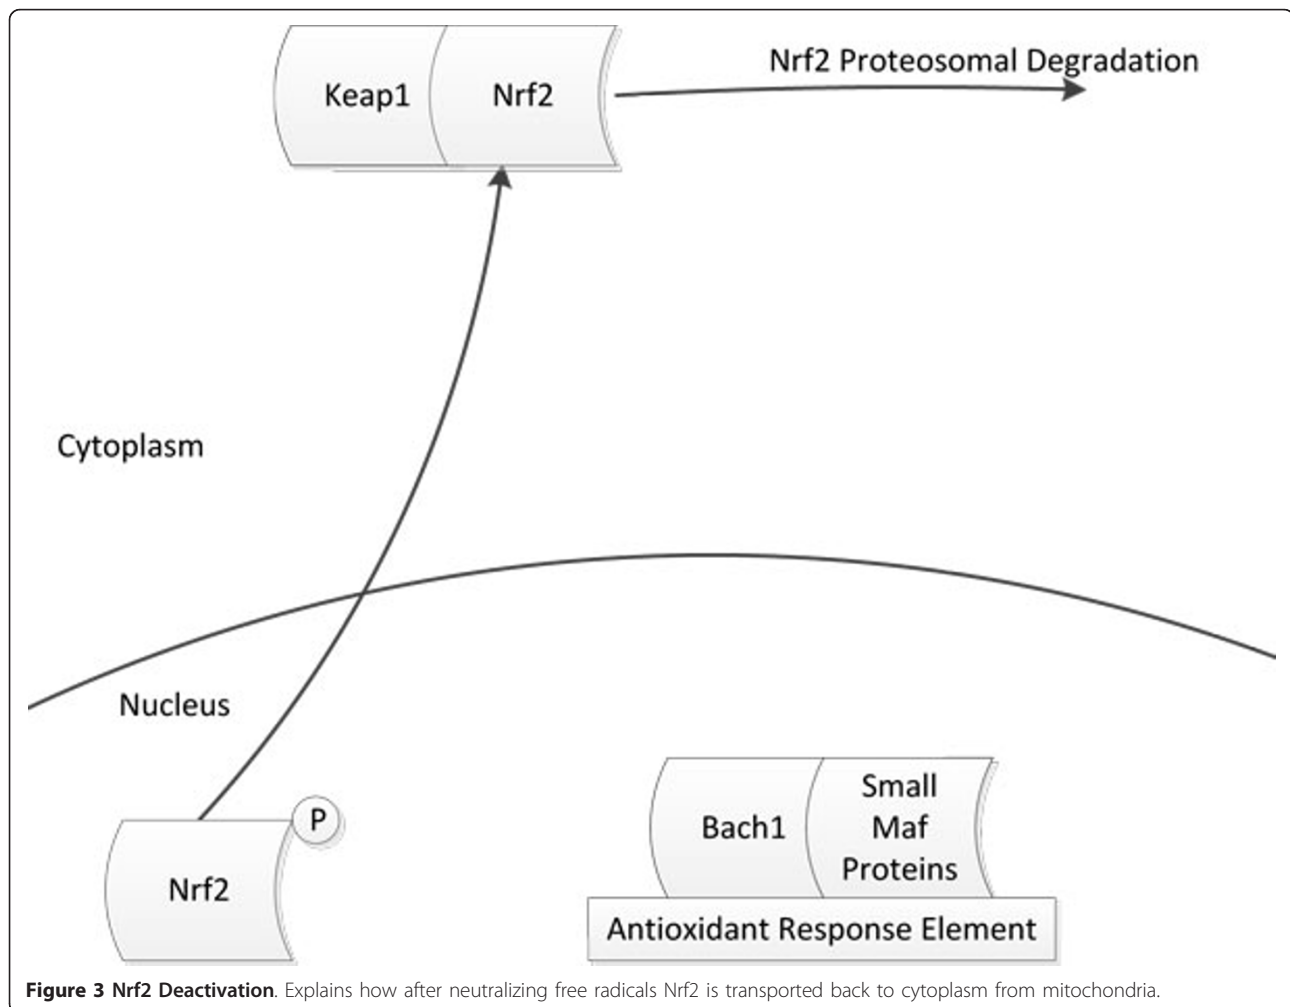 Keap1
Nrf2
Nrf2 Proteosomal Degradation
Cytoplasm
Nucleus
P
Nrf2
Bach1
Small
Maf
Proteins
Antioxidant Response Element
Figure 3 Nrf2 Deactivation. Explains how after neutralizing free radicals Nrf2 is transported back to cytoplasm from mitochondria.